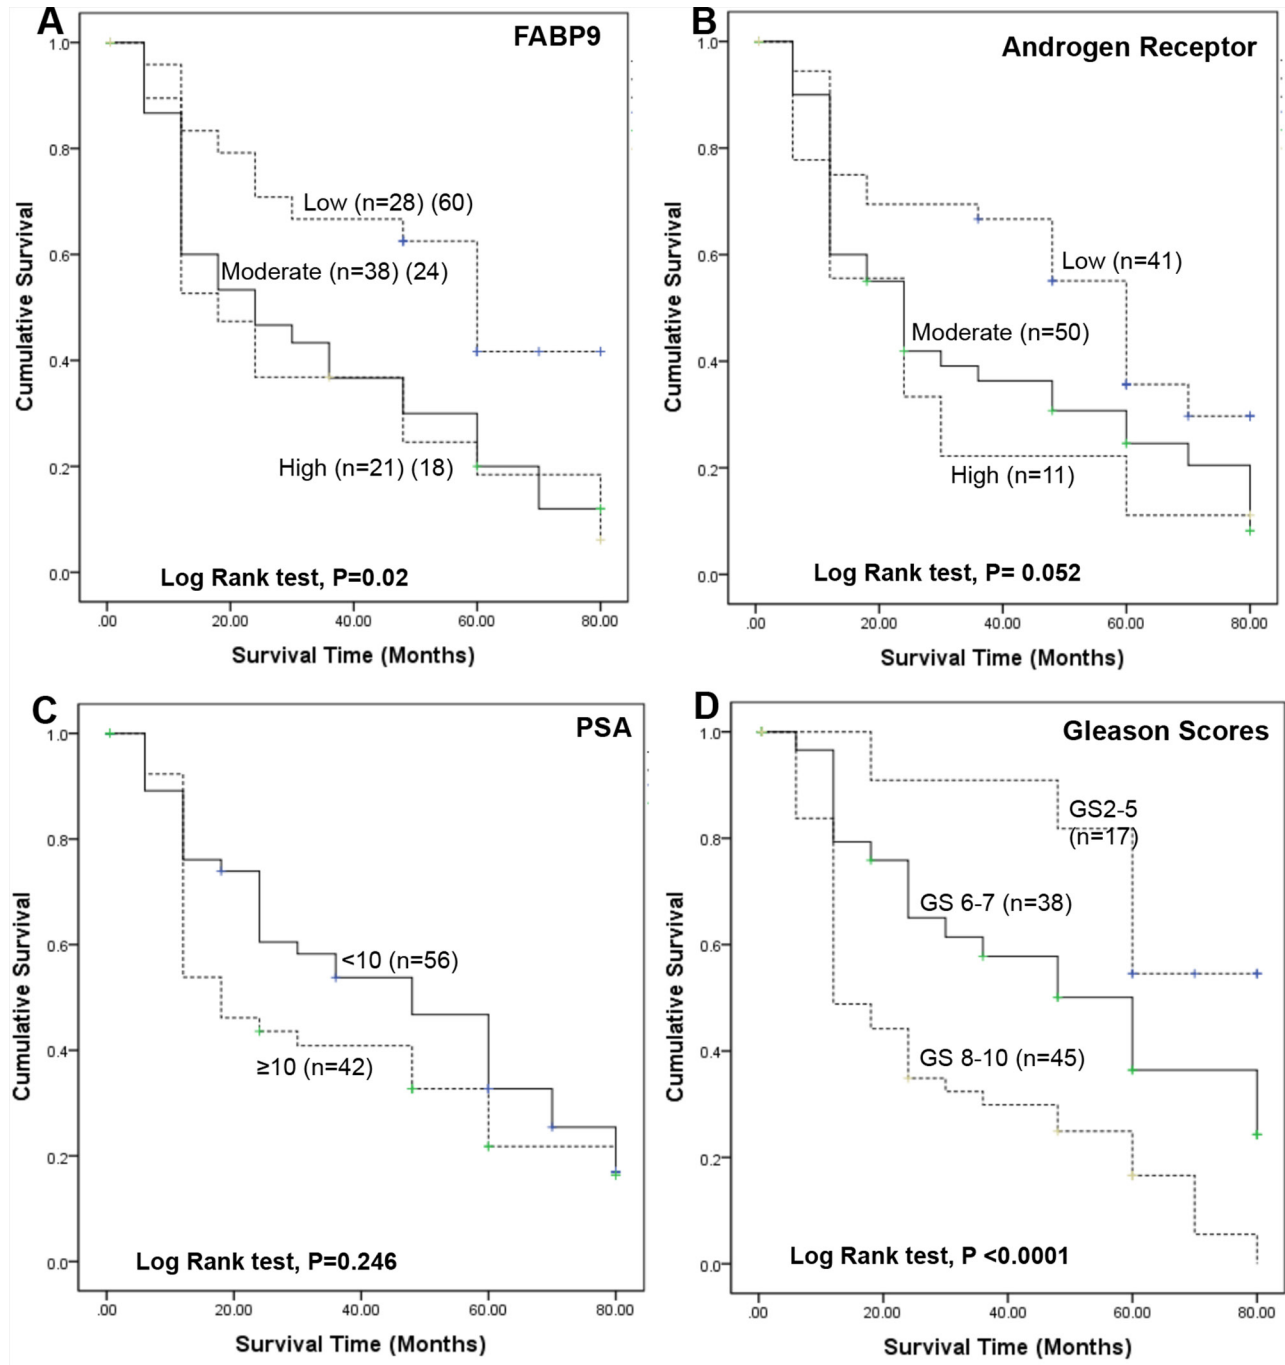 A
FABP9
1.0
0.8
0.6
0.4
0.2
0.0
Cumulative Survival
Low (n=28) (60)
Moderate (n=38) (24)
High (n=21) (18)
Log Rank test, P=0.02
.00 20.00 40.00 60.00 80.00
Survival Time (Months)
B
Androgen Receptor
1.0
0.8
0.6
0.4
0.2
0.0
Cumulative Survival
Low (n=41)
Moderate (n=50)
High (n=11)
Log Rank test, P= 0.052
.00 20.00 40.00 60.00 80.00
Survival Time (Months)
C
PSA
1.0
0.8
0.6
0.4
0.2
0.0
Cumulative Survival
<10 (n=56)
≥10 (n=42)
Log Rank test, P=0.246
.00 20.00 40.00 60.00 80.00
Survival Time (Months)
D
Gleason Scores
1.0
0.8
0.6
0.4
0.2
0.0
Cumulative Survival
GS2-5
(n=17)
GS 6-7 (n=38)
GS 8-10 (n=45)
Log Rank test, P <0.0001
.00 20.00 40.00 60.00 80.00
Survival Time (Months)